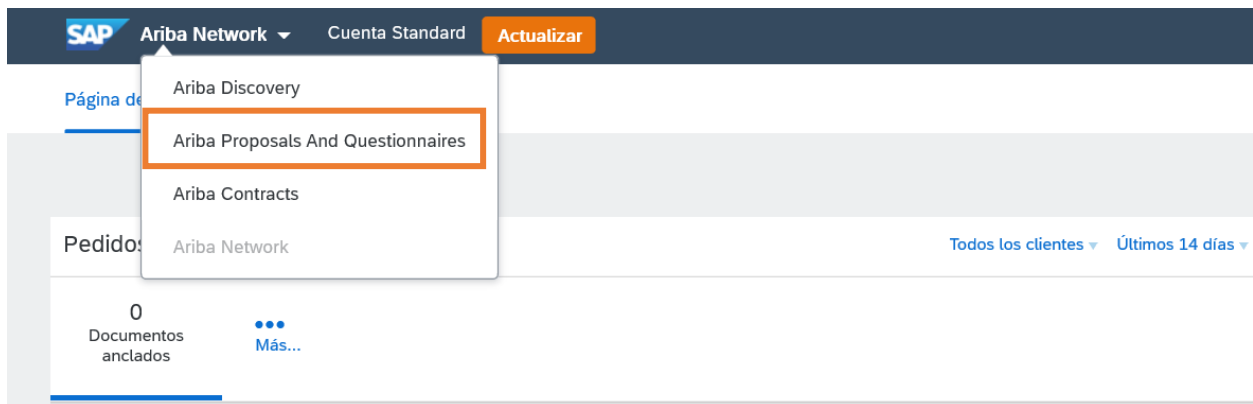 SAP Ariba Network Cuenta Standard Actualizar
Ariba Discovery
Página de
Ariba Proposals And Questionnaires
Ariba Contracts
Pedidos
Ariba Network
Todos los clientes Últimos 14 días
0
Documentos
anclados
Más...